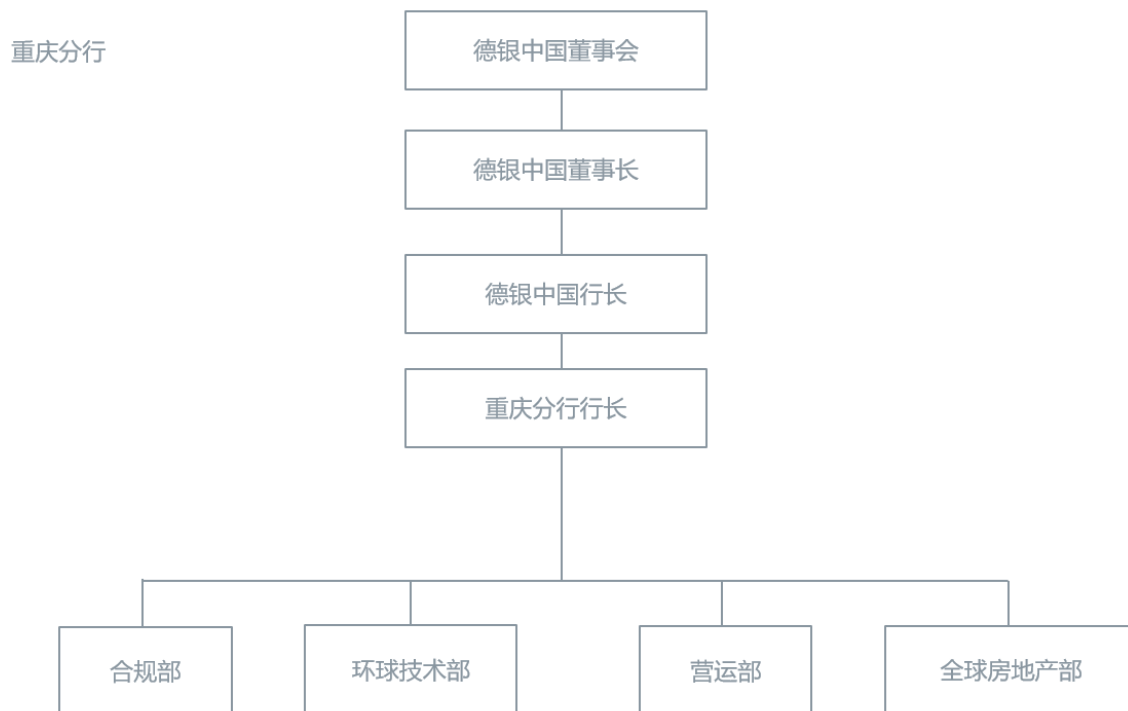 重庆分行
德银中国董事会
德银中国董事长
德银中国行长
重庆分行行长
合规部
环球技术部
营运部
全球房地产部